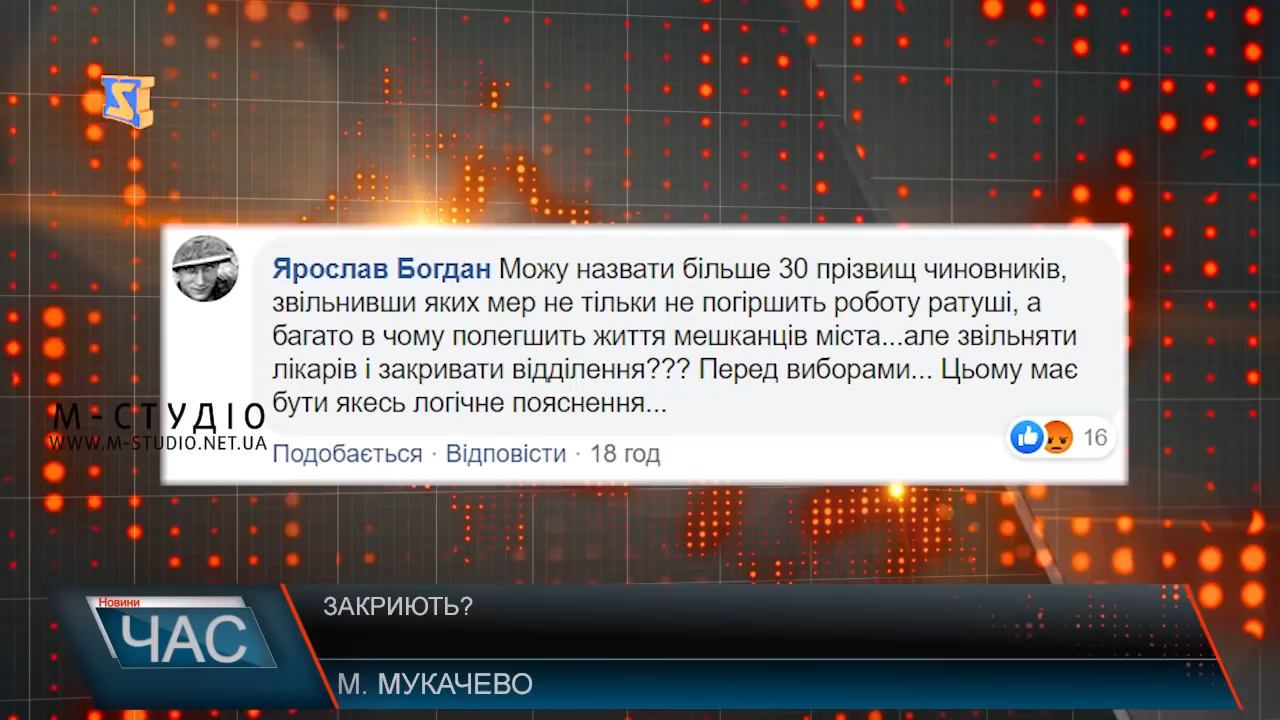 Ярослав Богдан Можу назвати більше 30 прізвищ чиновників,
звільнивши яких мер не тільки не погіршить роботу ратуші, а
багато в чому полегшить життя мешканців міста...але звільняти
лікарів і закривати відділення??? Перед виборами... Цьому має
бути якесь логічне пояснення...
Подобається · Відповісти · 18 год
16
М-СТУДІО
WWW.M-STUDIO.NET.UA
Новини
ЧАС
ЗАКРИЮТЬ?
М. МУКАЧЕВО